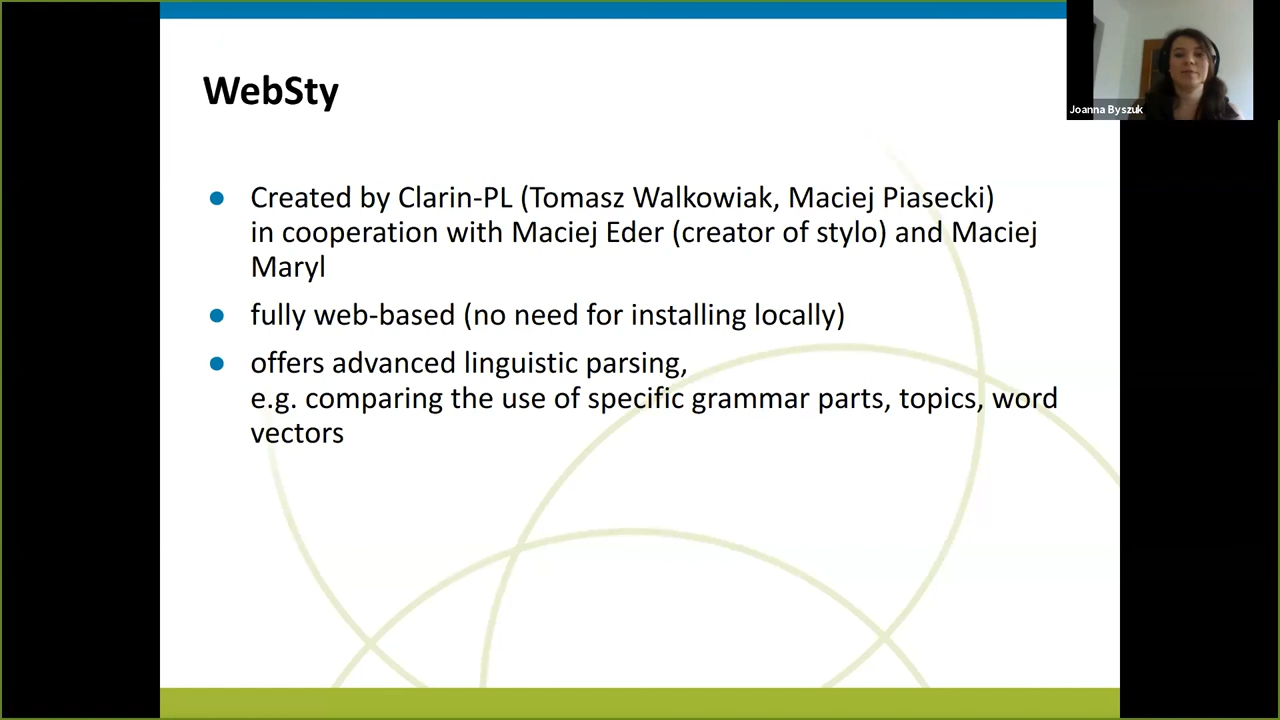 WebSty
Joanna Byszuk
● Created by Clarin-PL (Tomasz Walkowiak, Maciej Piasecki)
in cooperation with Maciej Eder (creator of stylo) and Maciej
Maryl
● fully web-based (no need for installing locally)
● offers advanced linguistic parsing,
e.g. comparing the use of specific grammar parts, topics, word
vectors